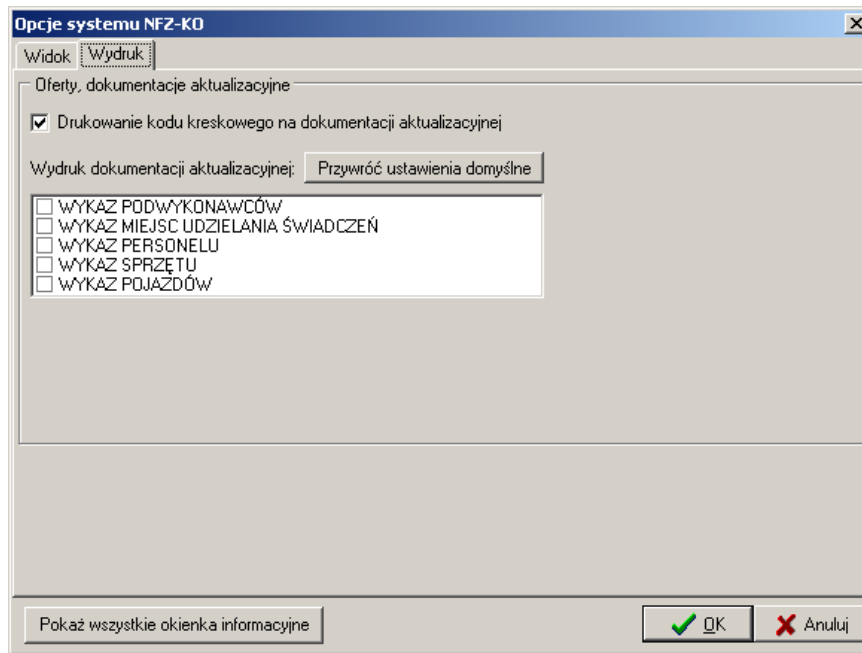 Opcje systemu NFZ-KO
Widok Wydruk
Oferty, dokumentacje aktualizacyjne
Drukowanie kodu kreskowego na dokumentacji aktualizacyjnej
Wydruk dokumentacji aktualizacyjnej: Przywróć ustawienia domyślne
WYKAZ PODWYKONAWCÓW
WYKAZ MIEJSC UDZIELANIA ŚWIADCZEŃ
WYKAZ PERSONELU
WYKAZ SPRZĘTU
WYKAZ POJAZDÓW
Pokaż wszystkie okienka informacyjne OK Anuluj